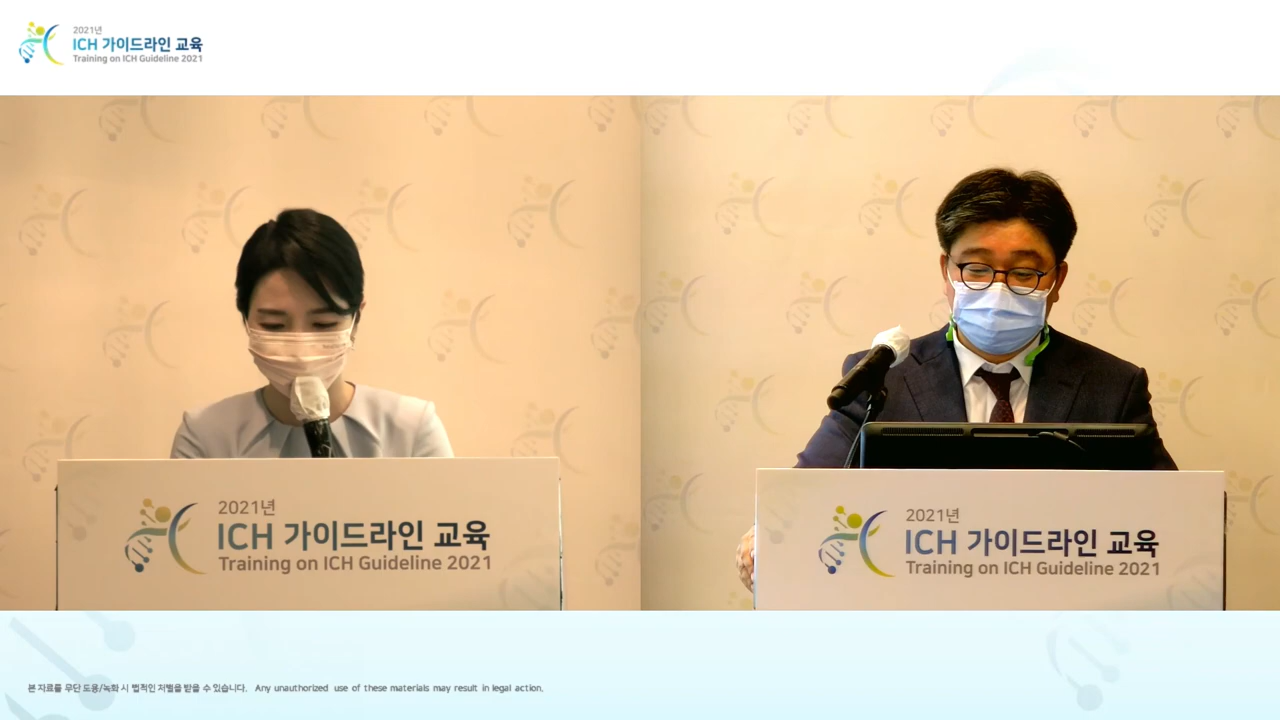 2021년
ICH 가이드라인 교육
Training on ICH Guideline 2021
2021년
ICH 가이드라인 교육
Training on ICH Guideline 2021
2021년
ICH 가이드라인 교육
Training on ICH Guideline 2021
본 자료를 무단 도용/녹화 시 법적인 처벌을 받을 수 있습니다. Any unauthorized use of these materials may result in legal action.